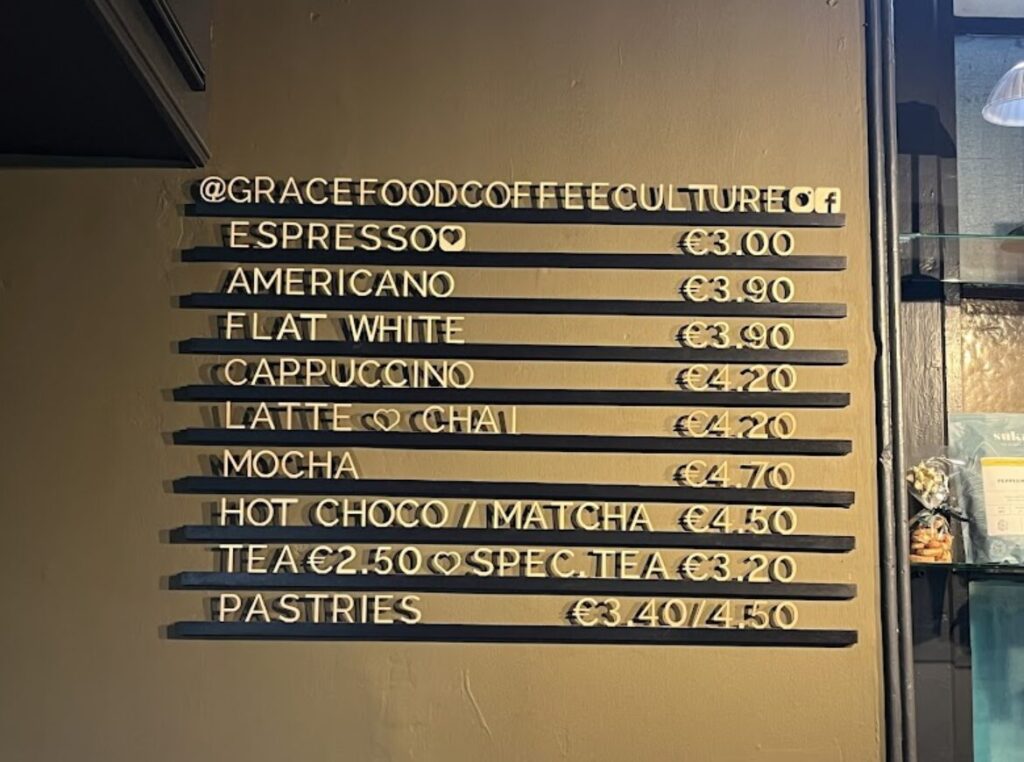 @GRACEFOODCOFFEECULTURE
ESPRESSO €3.00
AMERICANO €3.90
FLAT WHITE €3.90
CAPPUCCINO €4.20
LATTE ♡ CHAI €4.20
MOCHA €4.70
HOT CHOCO / MATCHA €4.50
TEA €2.50 ♡ SPEC.TEA €3.20
PASTRIES €3.40/4.50